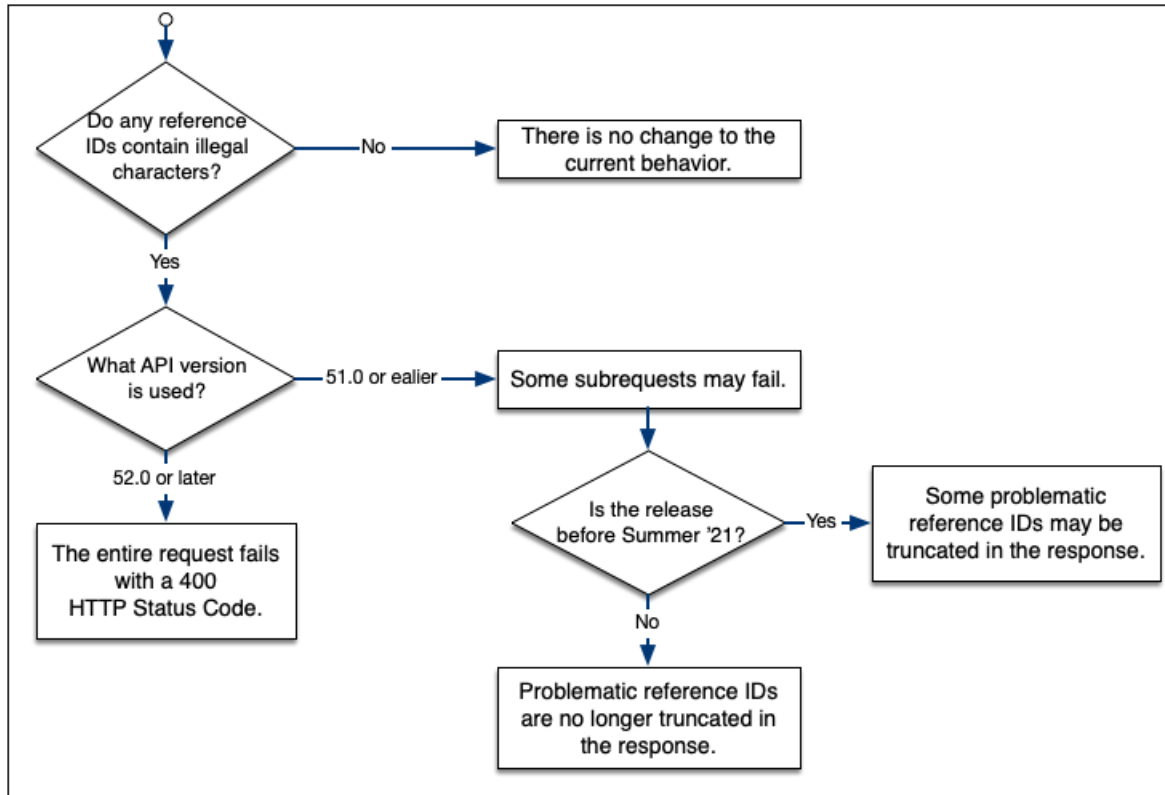 Do any reference
IDs contain illegal
characters?
No
There is no change to the
current behavior.
Yes
What API version
is used?
51.0 or ealier
Some subrequests may fail.
52.0 or later
The entire request fails
with a 400
HTTP Status Code.
Is the release
before Summer '21?
Yes
Some problematic
reference IDs may be
truncated in the response.
No
Problematic reference IDs
are no longer truncated in
the response.